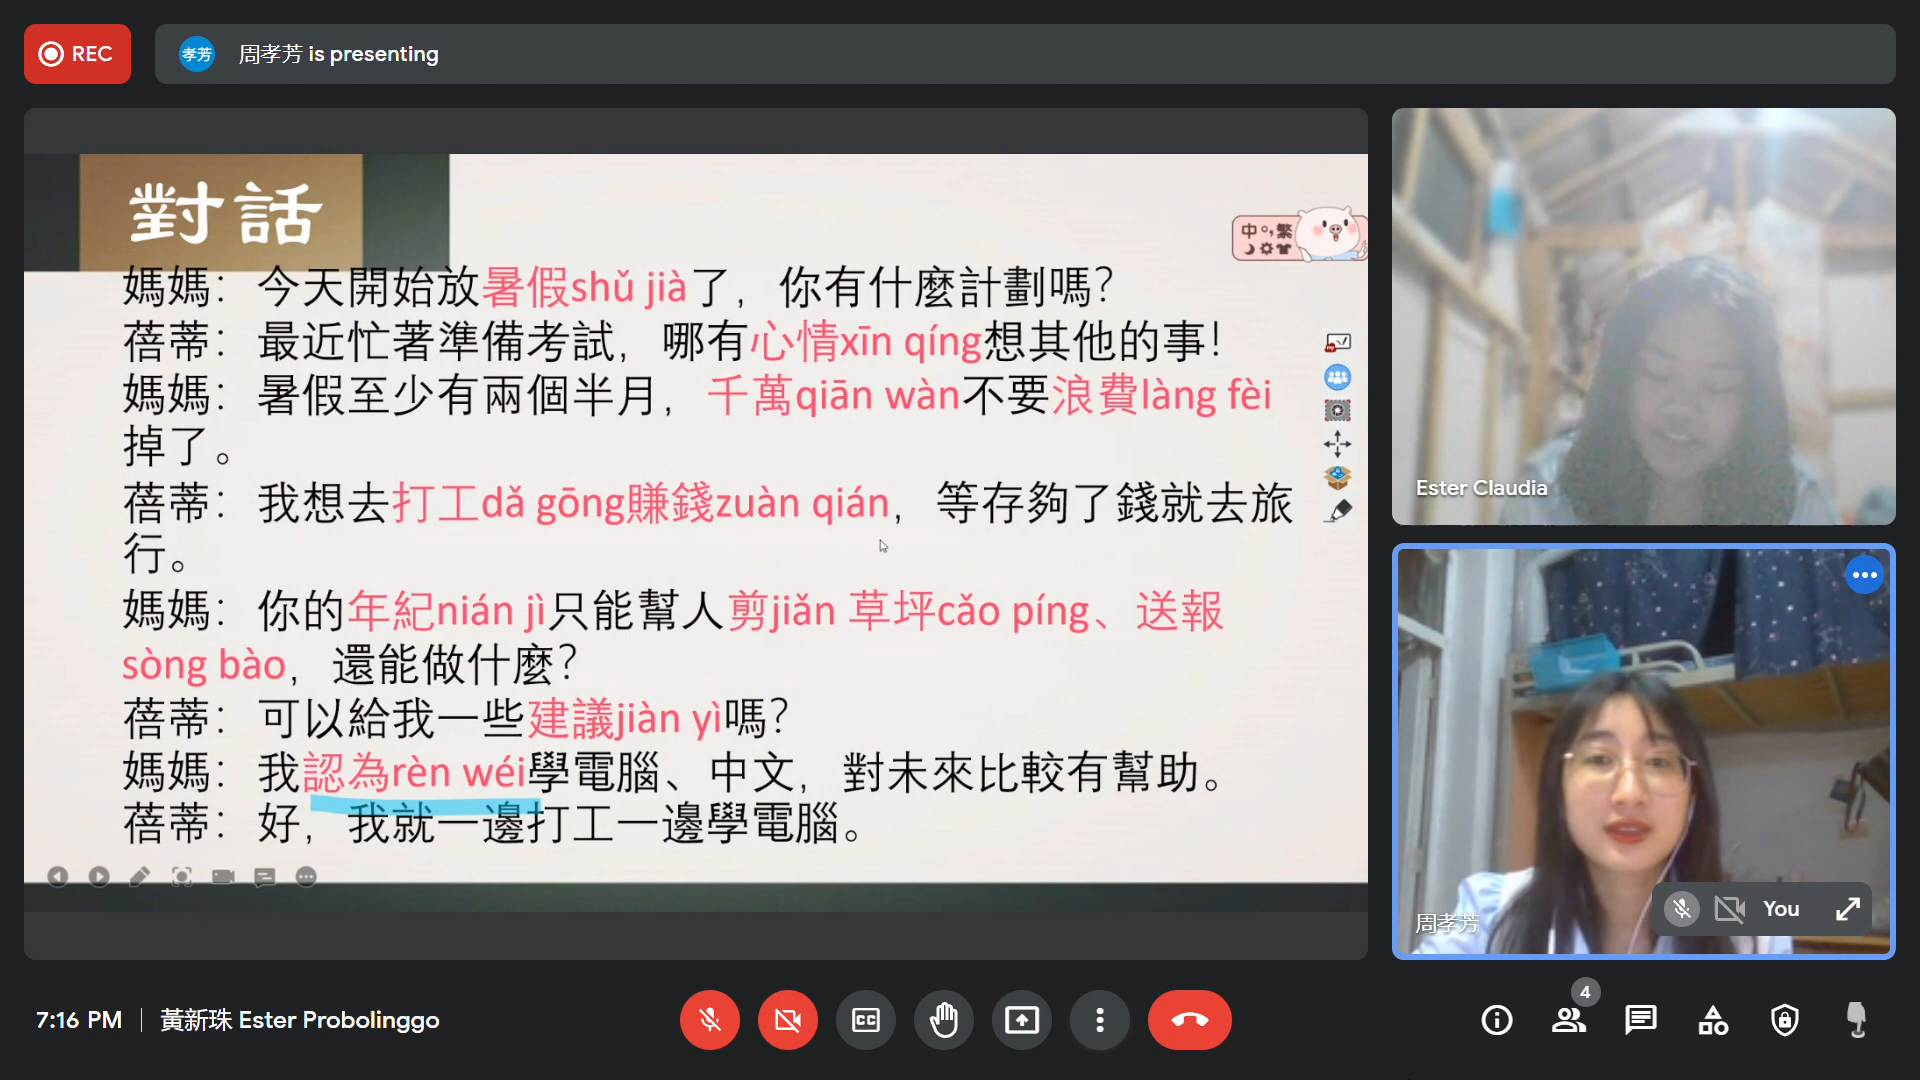 REC
孝芳
周孝芳 is presenting
對話
中 繁
媽媽：今天開始放暑假shǔ jià了，你有什麼計劃嗎？
蓓蒂：最近忙著準備考試，哪有心情xīn qíng想其他的事！
媽媽：暑假至少有兩個半月，千萬qiān wàn不要浪費làng fèi
掉了。
蓓蒂：我想去打工dǎ gōng賺錢zuàn qián，等存夠了錢就去旅
行。
媽媽：你的年紀nián jì只能幫人剪jiǎn 草坪cǎo píng、送報
sòng bào，還能做什麼？
蓓蒂：可以給我一些建議jiàn yì嗎？
媽媽：我認為rèn wéi學電腦、中文，對未來比較有幫助。
蓓蒂：好，我就一邊打工一邊學電腦。
Ester Claudia
周孝芳
You
7:16 PM
黃新珠 Ester Probolinggo
CC
4